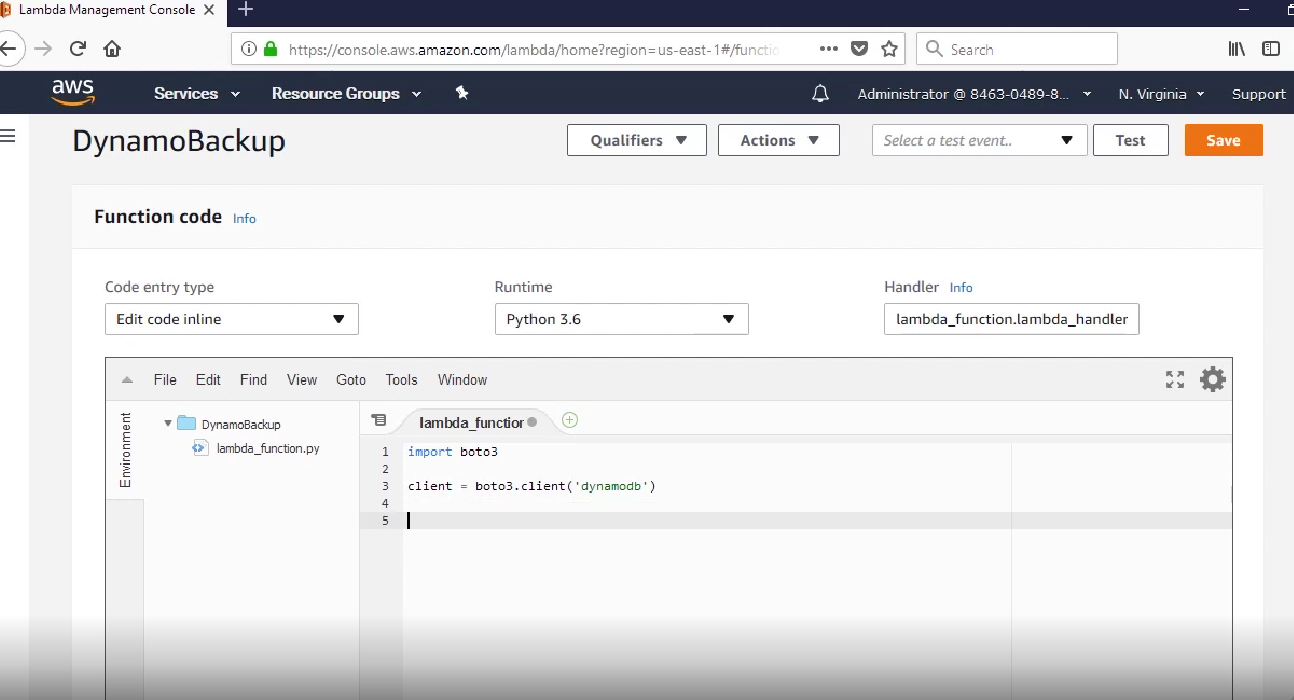 Lambda Management Console
https://console.aws.amazon.com/lambda/home?region=us-east-1#/functio
Search
aws
Services
Resource Groups
Administrator @ 8463-0489-8...
N. Virginia
Support
DynamoBackup
Qualifiers
Actions
Select a test event..
Test
Save
Function code Info
Code entry type
Runtime
Handler Info
Edit code inline
Python 3.6
lambda_function.lambda_handler
File Edit Find View Goto Tools Window
Environment
DynamoBackup
lambda_function.py
lambda_functior
1 import boto3
2
3 client = boto3.client('dynamodb')
4
5